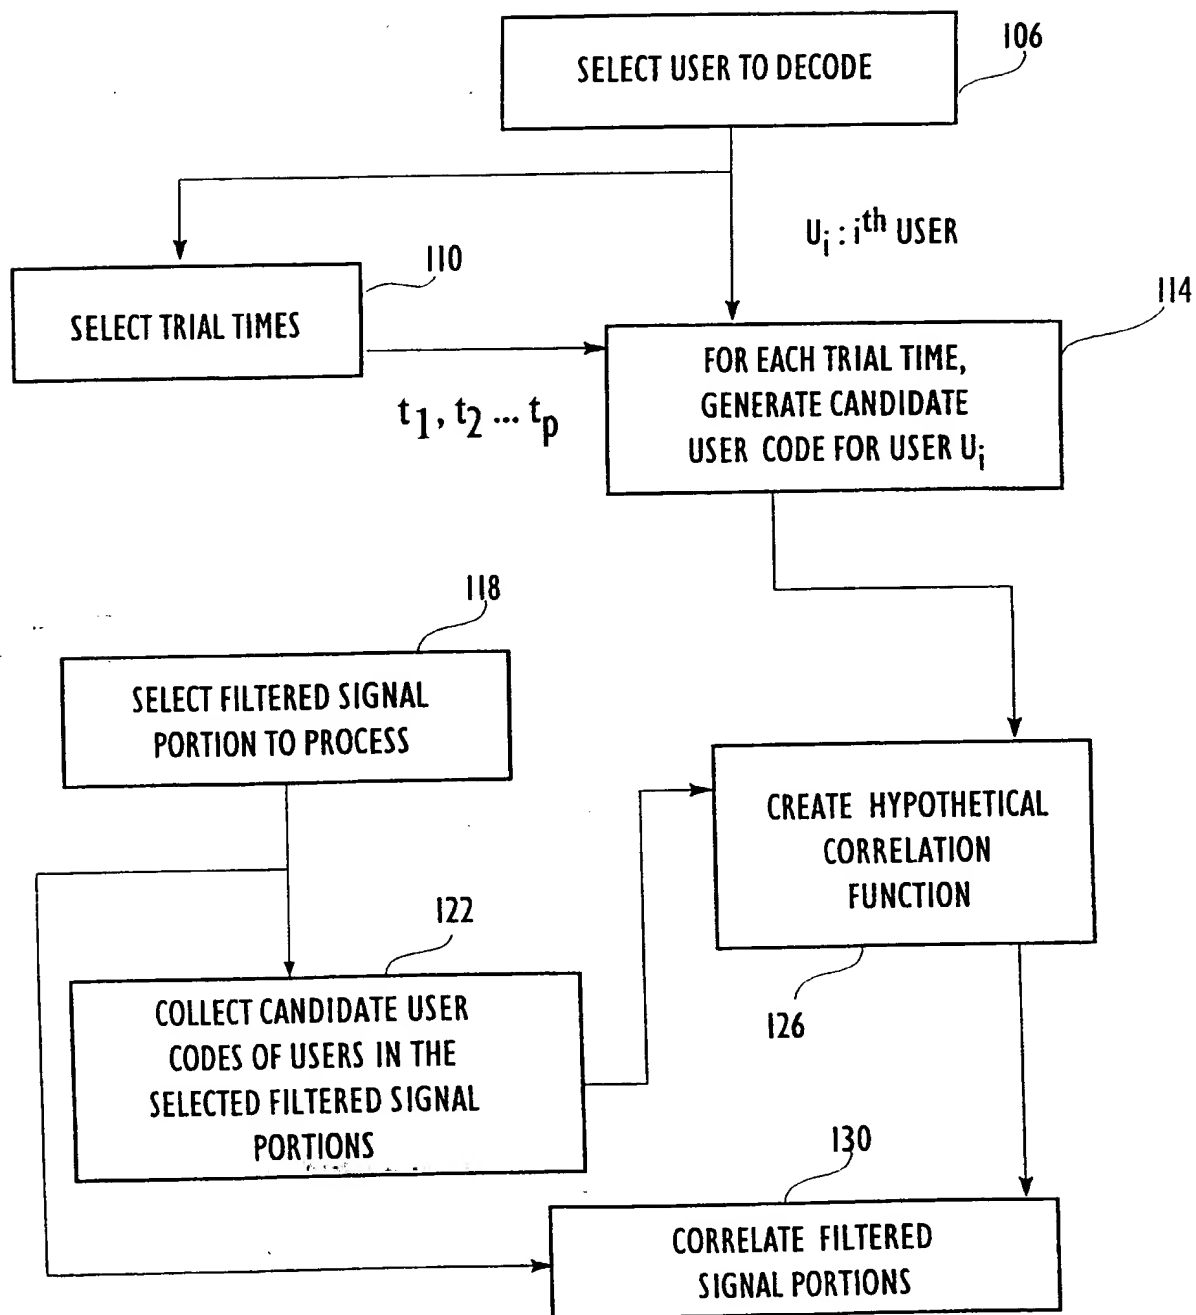 SELECT USER TO DECODE
106
U_i : i^th USER
110
SELECT TRIAL TIMES
t_1, t_2 ... t_p
114
FOR EACH TRIAL TIME,
GENERATE CANDIDATE
USER CODE FOR USER U_i
118
SELECT FILTERED SIGNAL
PORTION TO PROCESS
CREATE HYPOTHETICAL
CORRELATION
FUNCTION
122
COLLECT CANDIDATE USER
CODES OF USERS IN THE
SELECTED FILTERED SIGNAL
PORTIONS
126
130
CORRELATE FILTERED
SIGNAL PORTIONS